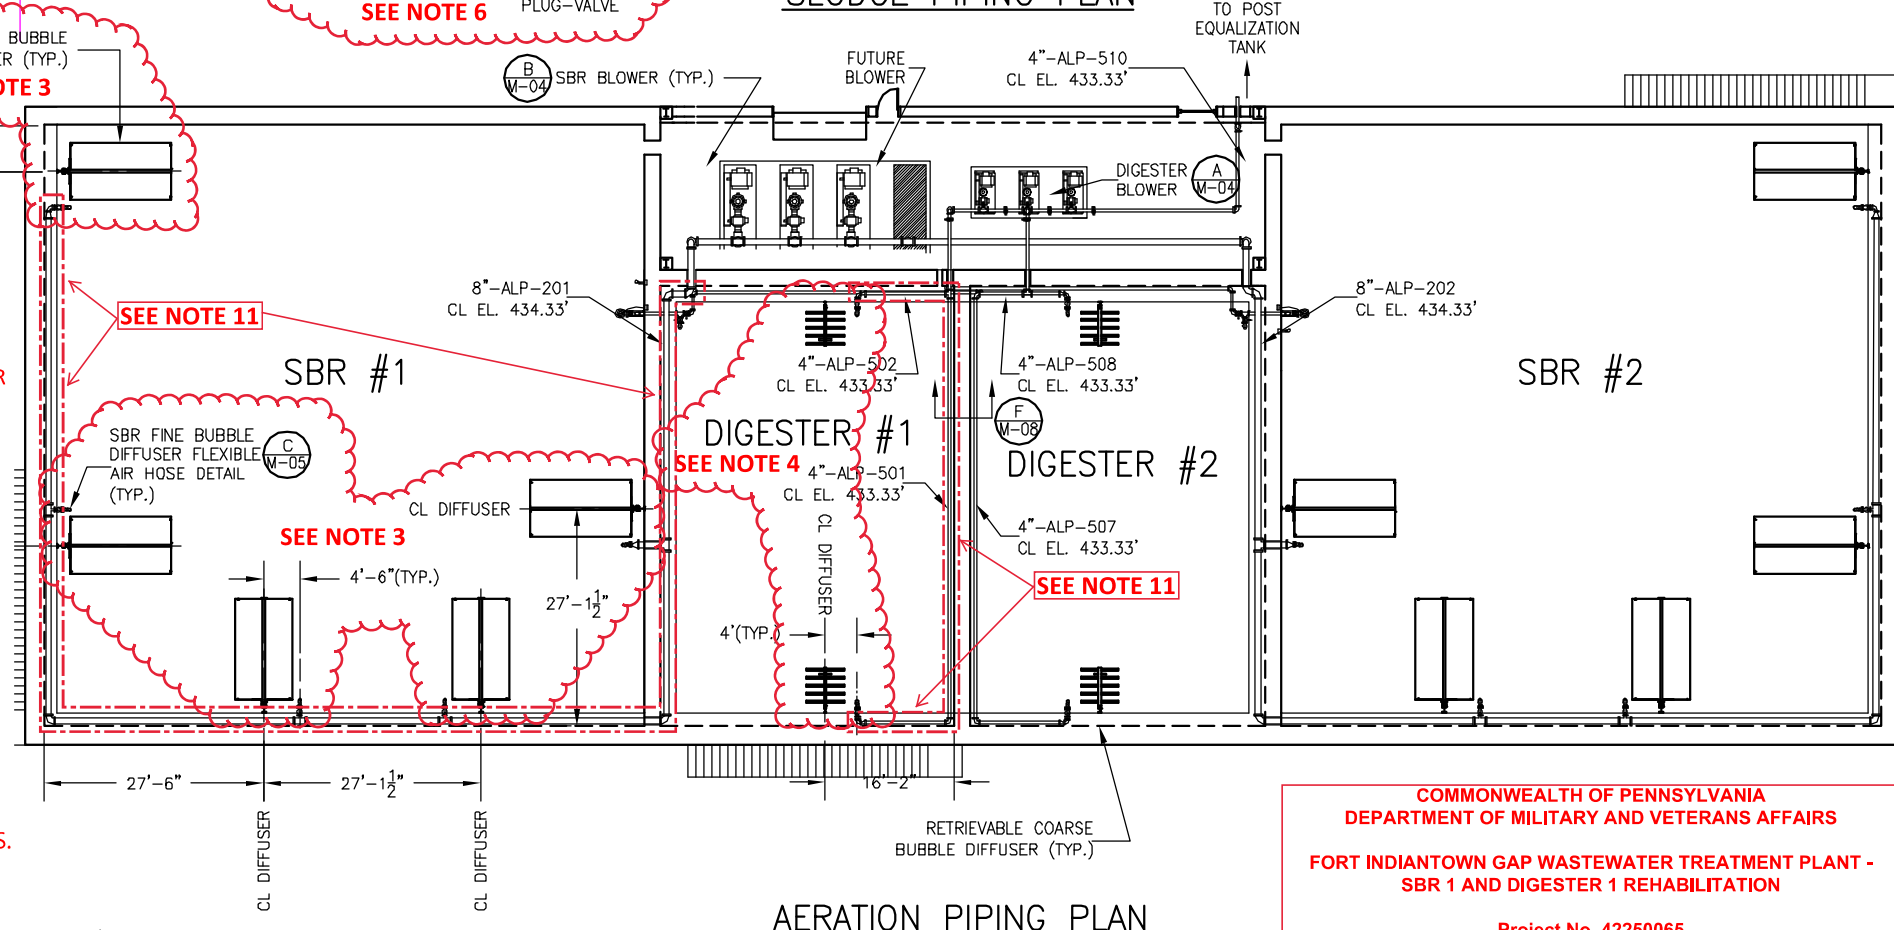 SEE NOTE 6
PLUG-VALVE
SLUDGE PIPING PLAN
TO POST
EQUALIZATION
TANK
BUBBLE
ER (TYP.)
NOTE 3
B
M-04
SBR BLOWER (TYP.)
FUTURE
BLOWER
4"-ALP-510
CL EL. 433.33'
DIGESTER
BLOWER
A
M-04
8"-ALP-201
CL EL. 434.33'
8"-ALP-202
CL EL. 434.33'
SEE NOTE 11
SBR #1
4"-ALP-502
CL EL. 433.33'
4"-ALP-508
CL EL. 433.33'
SBR #2
R
F
M-08
DIGESTER #1
SEE NOTE 4
DIGESTER #2
SBR FINE BUBBLE
DIFFUSER FLEXIBLE
AIR HOSE DETAIL
(TYP.)
C
M-05
4"-ALP-501
CL EL. 433.33'
CL DIFFUSER
CL DIFFUSER
4"-ALP-507
CL EL. 433.33'
SEE NOTE 3
4'-6"(TYP.)
27'-1½"
SEE NOTE 11
4'(TYP.)
27'-6"
27'-1½"
16'-2"
CL DIFFUSER
CL DIFFUSER
RETRIEVABLE COARSE
BUBBLE DIFFUSER (TYP.)
S.
COMMONWEALTH OF PENNSYLVANIA
DEPARTMENT OF MILITARY AND VETERANS AFFAIRS
FORT INDIANTOWN GAP WASTEWATER TREATMENT PLANT -
SBR 1 AND DIGESTER 1 REHABILITATION
Project No. 42250065
AERATION PIPING PLAN